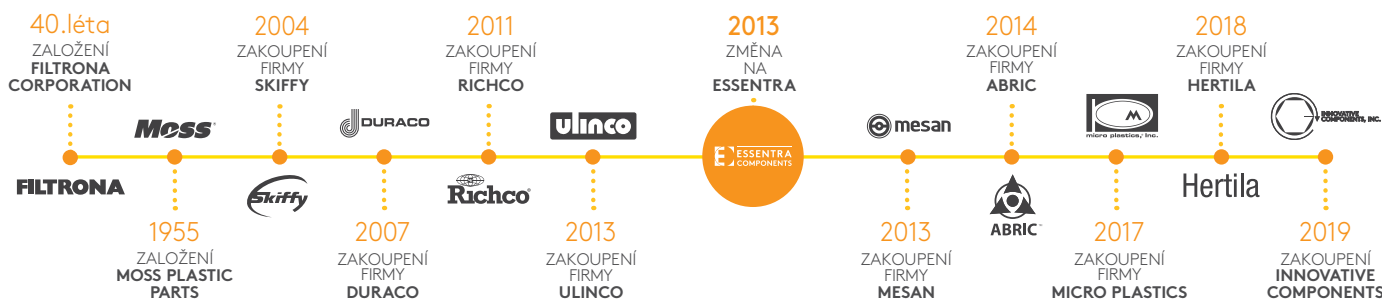 40.léta
ZALOŽENÍ
FILTRONA
CORPORATION
FILTRONA
Moss
1955
ZALOŽENÍ
MOSS PLASTIC
PARTS
2004
ZAKOUPENÍ
FIRMY
SKIFFY
Skiffy
DURACO
2007
ZAKOUPENÍ
FIRMY
DURACO
2011
ZAKOUPENÍ
FIRMY
RICHCO
Richco
ulinco
2013
ZAKOUPENÍ
FIRMY
ULINCO
2013
ZMĚNA
NA
ESSENTRA
ESSENTRA
COMPONENTS
mesan
2013
ZAKOUPENÍ
FIRMY
MESAN
2014
ZAKOUPENÍ
FIRMY
ABRIC
ABRIC
micro plastics, inc.
2017
ZAKOUPENÍ
FIRMY
MICRO PLASTICS
2018
ZAKOUPENÍ
FIRMY
HERTILA
Hertila
INNOVATIVE
COMPONENTS, INC.
2019
ZAKOUPENÍ
INNOVATIVE
COMPONENTS